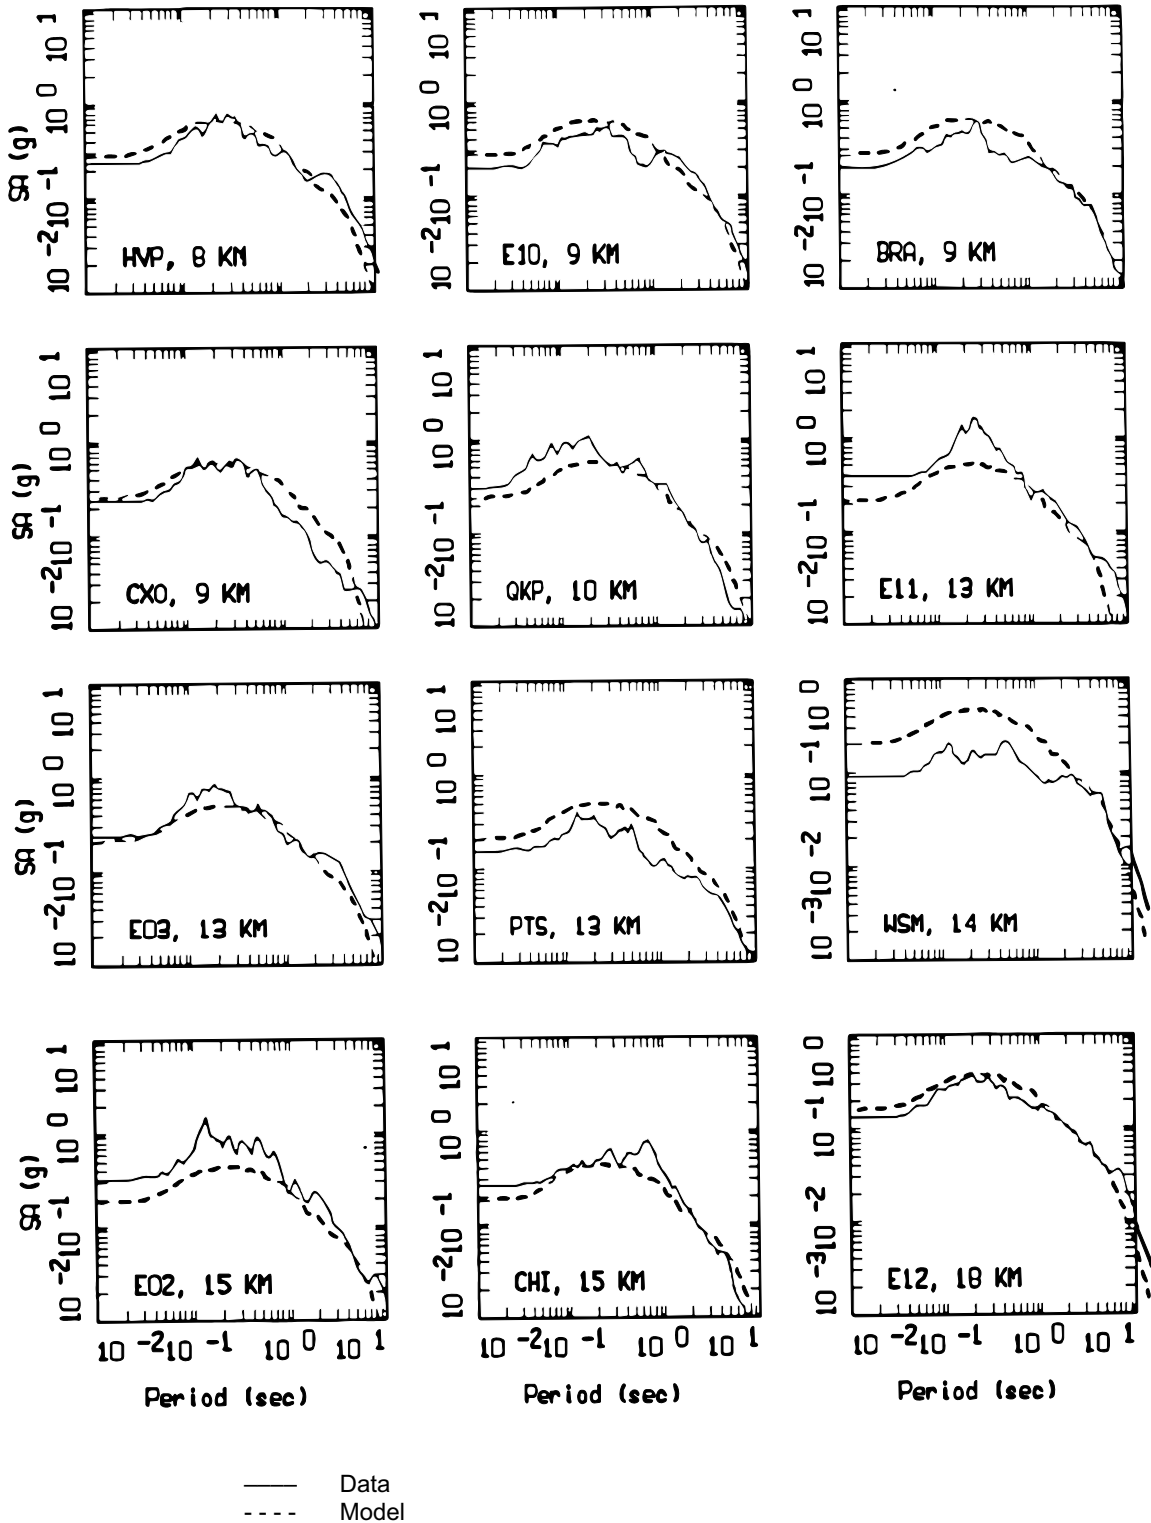 10 1
10 0
10 -1
10 -2
SA (g)
HVP, 8 KM
10 1
10 0
10 -1
10 -2
E10, 9 KM
10 1
10 0
10 -1
10 -2
BRA, 9 KM
10 1
10 0
10 -1
10 -2
SA (g)
CXO, 9 KM
10 1
10 0
10 -1
10 -2
QKP, 10 KM
10 1
10 0
10 -1
10 -2
E11, 13 KM
10 1
10 0
10 -1
10 -2
SA (g)
E03, 13 KM
10 1
10 0
10 -1
10 -2
PTS, 13 KM
10 0
10 -1
10 -2
10 -3
WSM, 14 KM
10 1
10 0
10 -1
10 -2
SA (g)
E02, 15 KM
10 -2 10 -1 10 0 10 1
Period (sec)
10 1
10 0
10 -1
10 -2
CHI, 15 KM
10 -2 10 -1 10 0 10 1
Period (sec)
10 0
10 -1
10 -2
10 -3
E12, 18 KM
10 -2 10 -1 10 0 10 1
Period (sec)
Data
Model